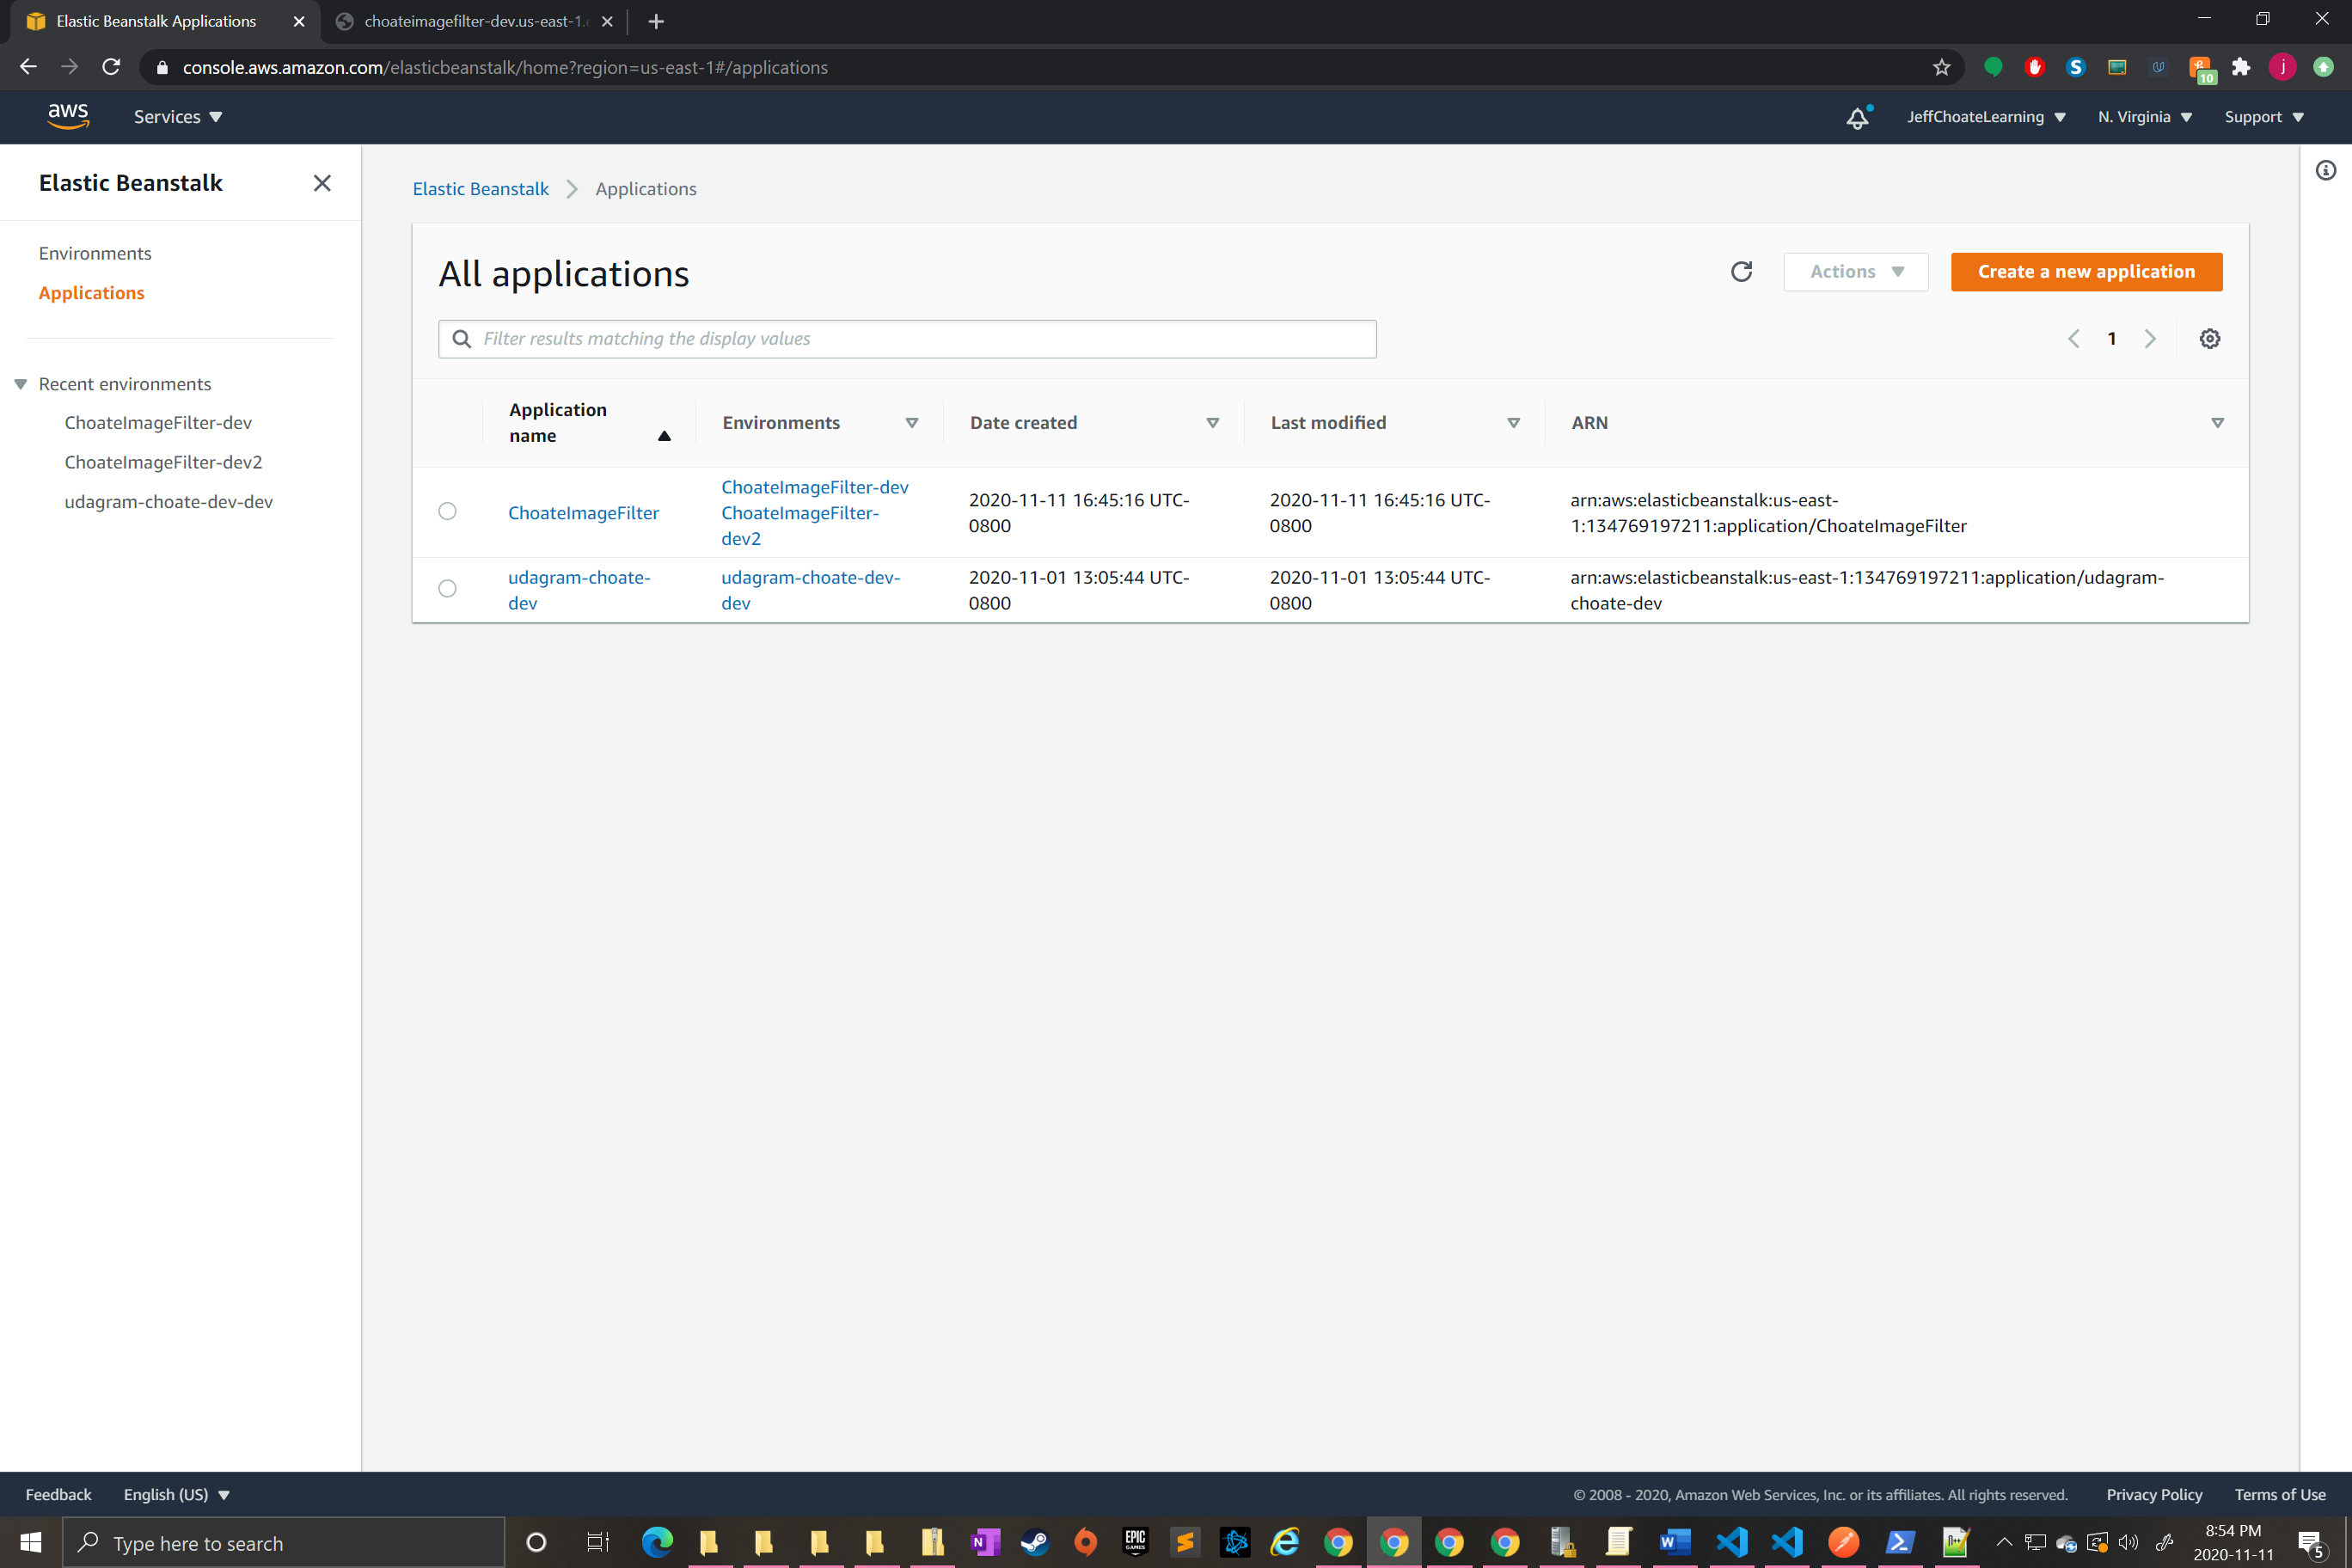 Elastic Beanstalk Applications
choateimagefilter-dev.us-east-1.e
console.aws.amazon.com/elasticbeanstalk/home?region=us-east-1#/applications
10
j
aws
Services
JeffChoateLearning
N. Virginia
Support
Elastic Beanstalk
Environments
Applications
Recent environments
ChoateImageFilter-dev
ChoateImageFilter-dev2
udagram-choate-dev-dev
Elastic Beanstalk
Applications
All applications
Actions
Create a new application
Filter results matching the display values
1
Application
name
Environments
Date created
Last modified
ARN
ChoateImageFilter
ChoateImageFilter-dev
ChoateImageFilter-
dev2
2020-11-11 16:45:16 UTC-
0800
2020-11-11 16:45:16 UTC-
0800
arn:aws:elasticbeanstalk:us-east-
1:134769197211:application/ChoateImageFilter
udagram-choate-
dev
udagram-choate-dev-
dev
2020-11-01 13:05:44 UTC-
0800
2020-11-01 13:05:44 UTC-
0800
arn:aws:elasticbeanstalk:us-east-1:134769197211:application/udagram-
choate-dev
Feedback
English (US)
© 2008 - 2020, Amazon Web Services, Inc. or its affiliates. All rights reserved.
Privacy Policy
Terms of Use
Type here to search
EPIC
GAMES
8:54 PM
2020-11-11
5